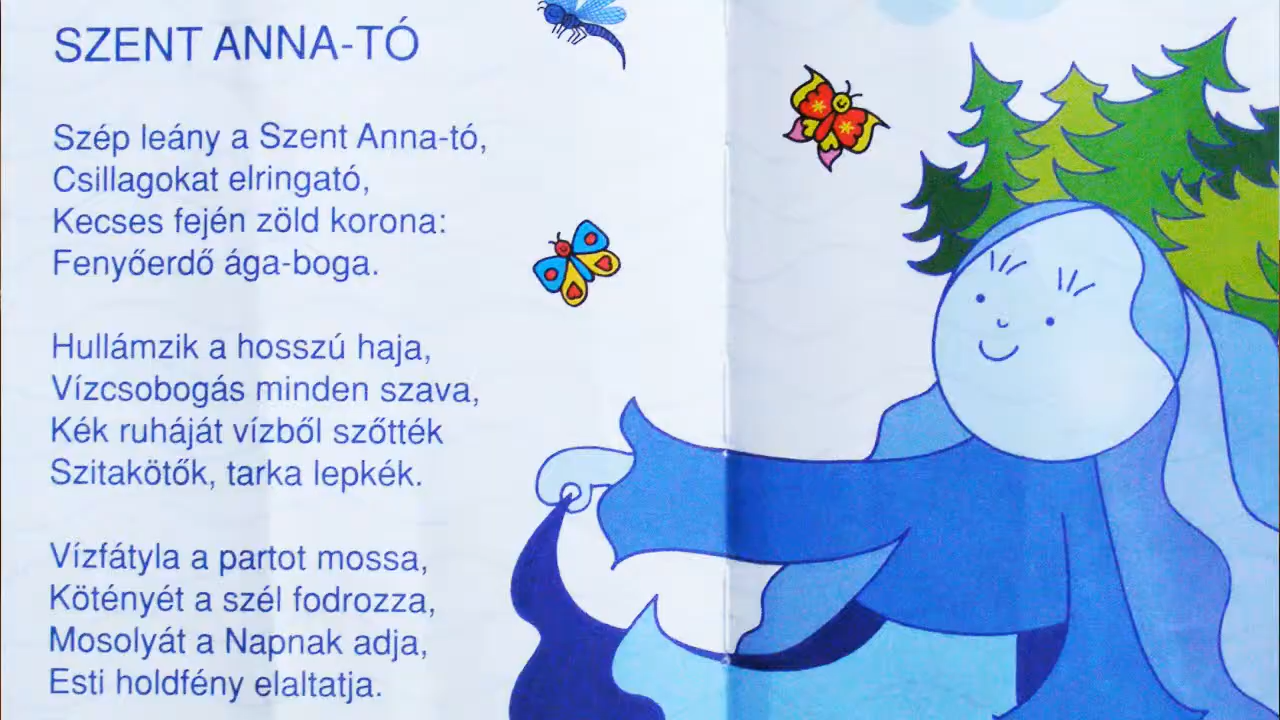 SZENT ANNA-TÓ
Szép leány a Szent Anna-tó,
Csillagokat elringató,
Kecses fején zöld korona:
Fenyőerdő ága-boga.
Hullámzik a hosszú haja,
Vízcsobogás minden szava,
Kék ruháját vízből szőtték
Szitakötők, tarka lepkék.
Vízfátyla a partot mossa,
Kötényét a szél fodrozza,
Mosolyát a Napnak adja,
Esti holdfény elaltatja.